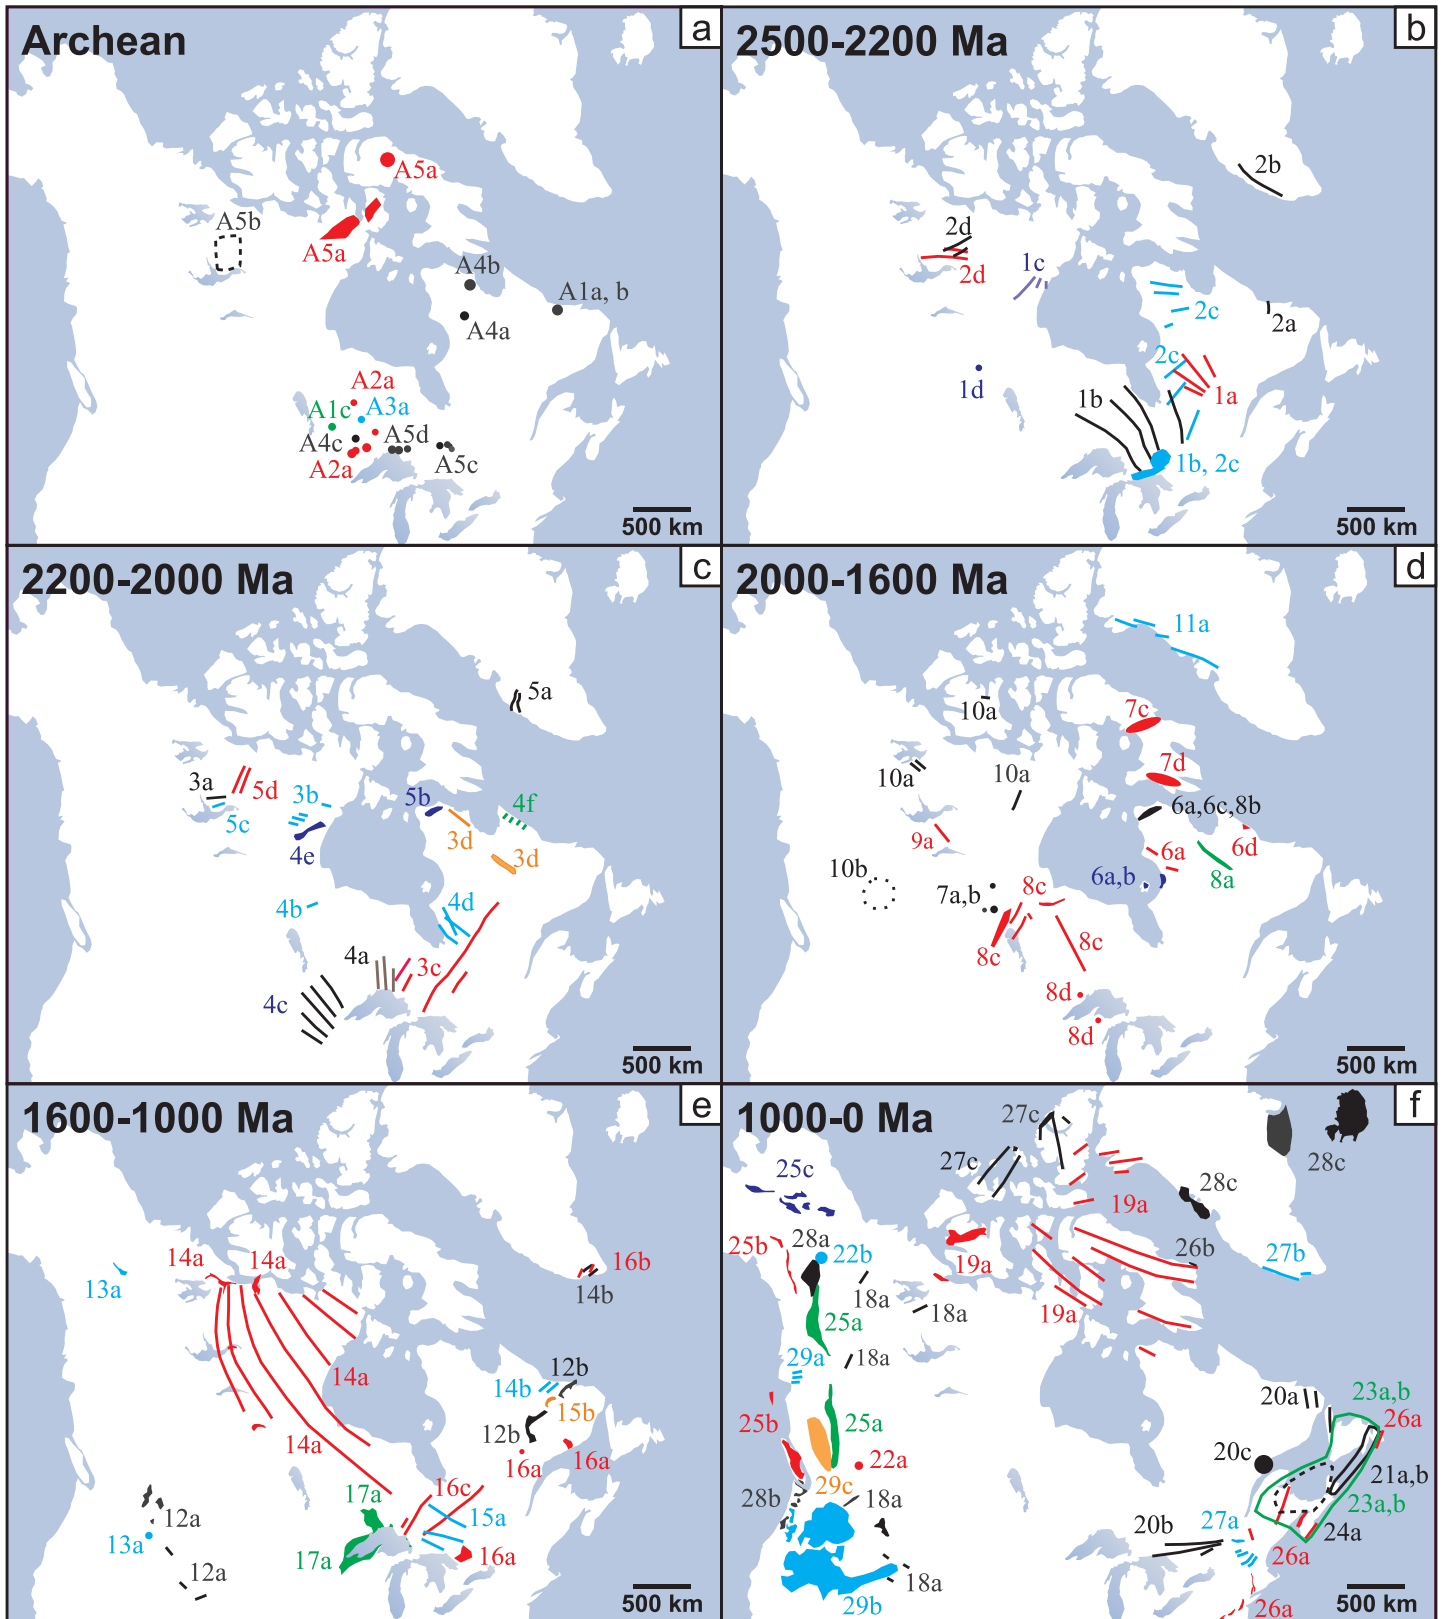 Archean
a
A5a
A5b
A5a
A4b
A1a, b
A4a
A2a
A1c
A3a
A4c
A5d
A2a
A5c
500 km
2500-2200 Ma
b
2b
2d
2d
1c
2c
2a
2c
1d
1a
1b
1b, 2c
500 km
2200-2000 Ma
c
5a
3a
5d
3b
5b
4f
5c
3d
4e
3d
4b
4d
4a
3c
4c
500 km
2000-1600 Ma
d
11a
10a
7c
10a
10a
7d
6a,6c,8b
9a
6a
6d
10b
6a,b
8a
7a,b
8c
8c
8c
8d
8d
500 km
1600-1000 Ma
e
14a
14a
16b
13a
14b
12b
14a
14b
15b
12b
14a
16a
16a
16c
17a
12a
15a
13a
17a
16a
12a
500 km
1000-0 Ma
f
27c
27c
28c
25c
28c
19a
28a
25b
22b
26b
27b
19a
18a
18a
19a
25a
29a
18a
20a
23a,b
25b
25a
26a
20c
22a
21a,b
29c
28b
18a
23a,b
27a
20b
24a
26a
18a
29b
26a
500 km